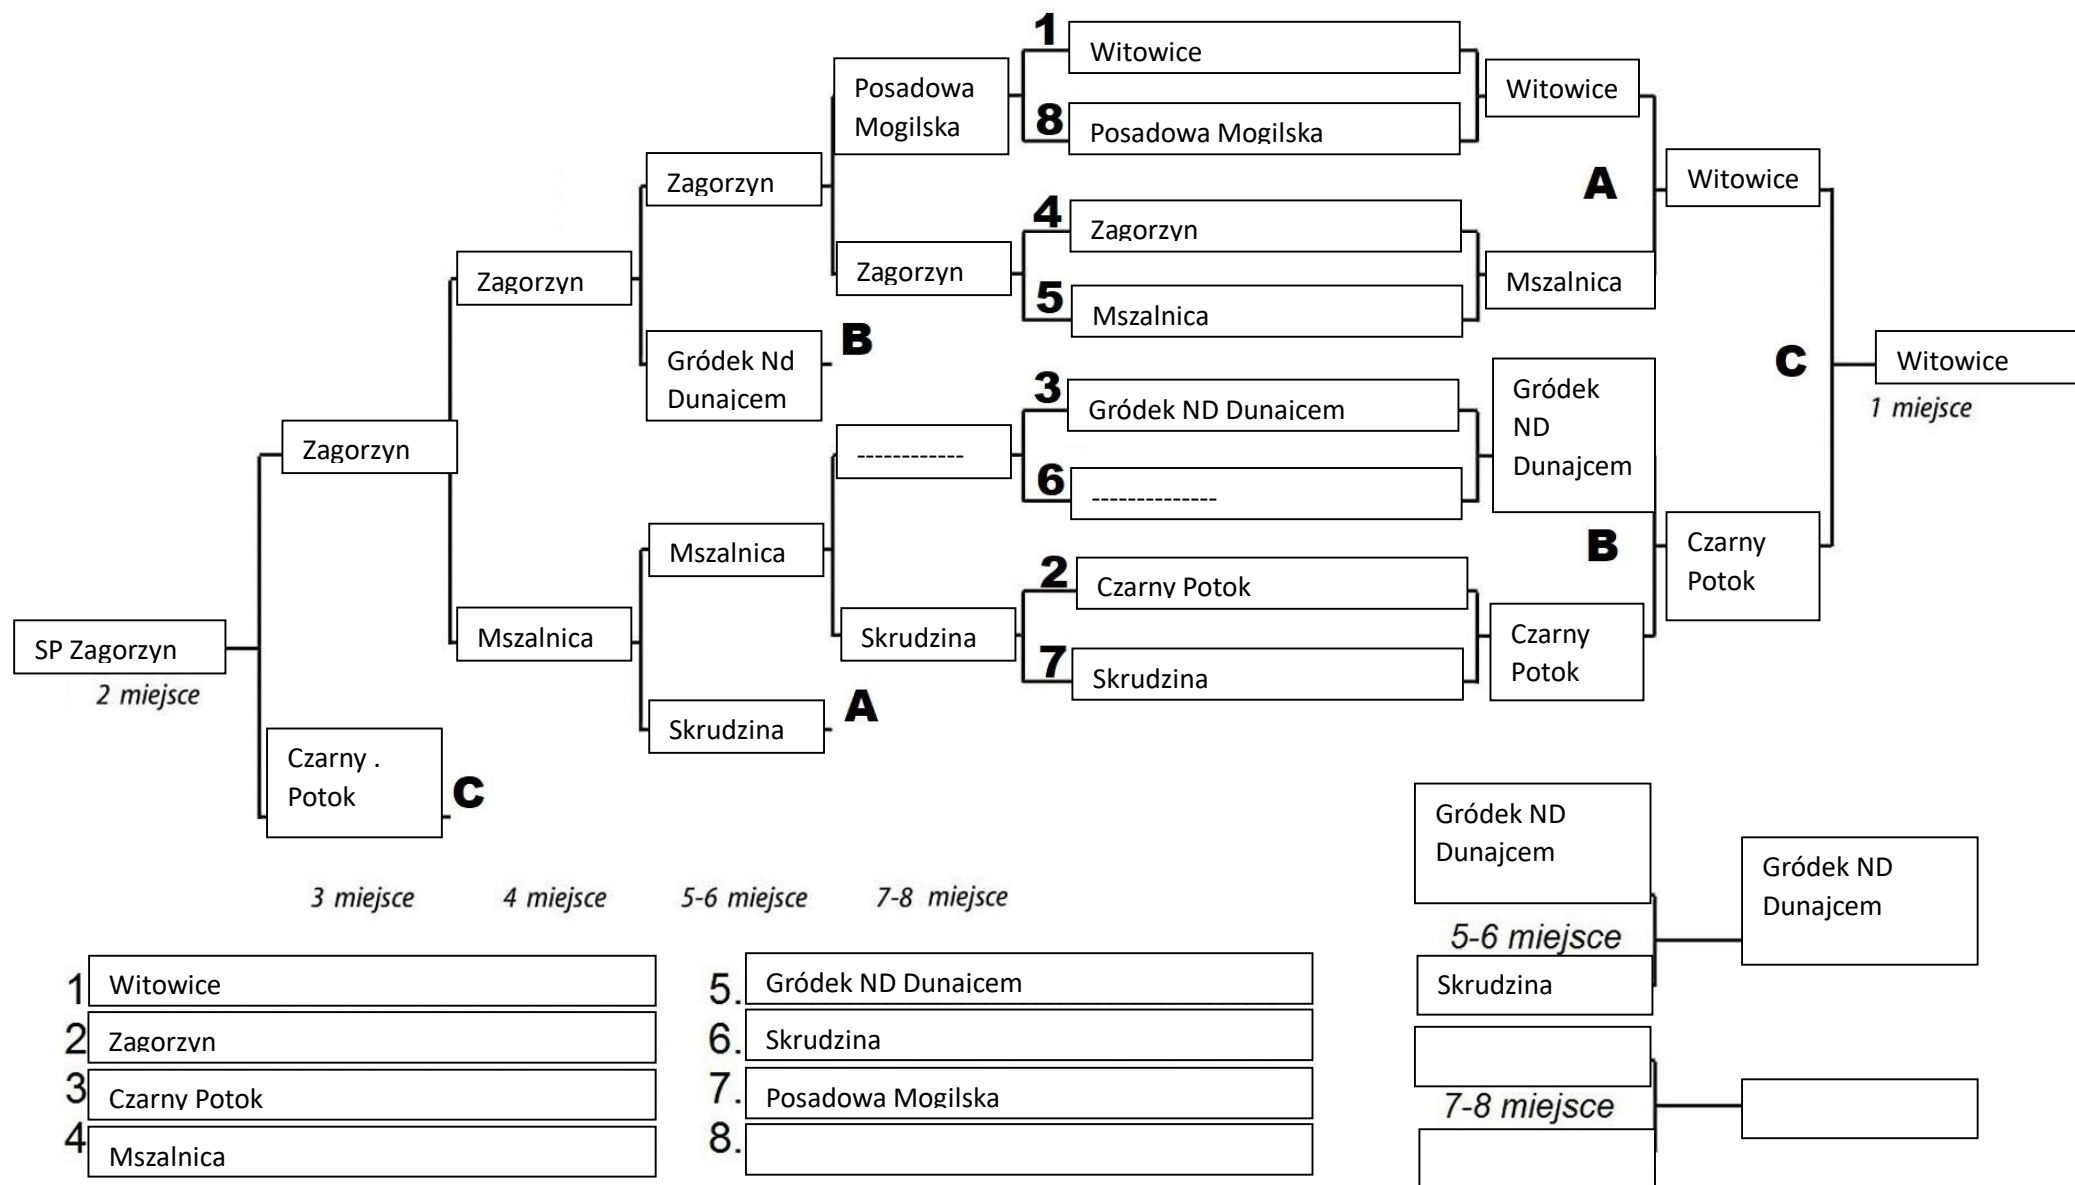 1
Witowice
8
Posadowa Mogilska
4
Zagorzyn
5
Mszalnica
3
Gródek ND Dunajcem
6
--------------
2
Czarny Potok
7
Skrudzina
Posadowa
Mogilska
Zagorzyn
------------
Skrudzina
Zagorzyn
Gródek Nd
Dunajcem
B
Mszalnica
Skrudzina
A
Zagorzyn
Mszalnica
Zagorzyn
Czarny .
Potok
C
SP Zagorzyn
2 miejsce
Witowice
Mszalnica
Gródek
ND
Dunajcem
Czarny
Potok
A
B
Witowice
Czarny
Potok
C
Witowice
1 miejsce
3 miejsce
4 miejsce
5-6 miejsce
7-8 miejsce
1
Witowice
2
Zagorzyn
3
Czarny Potok
4
Mszalnica
5.
Gródek ND Dunajcem
6.
Skrudzina
7.
Posadowa Mogilska
8.
Gródek ND
Dunajcem
5-6 miejsce
Skrudzina
Gródek ND
Dunajcem
7-8 miejsce